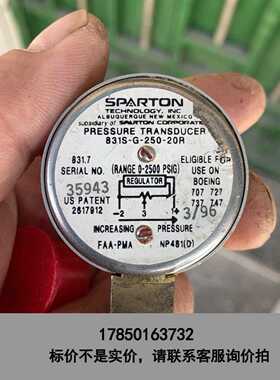 SPARTON
TECHNOLOGY, INC
ALBUQUERQUE NEW MEXICO
subsidiary of SPARTON CORPORATION
PRESSURE TRANSDUCER
831S-G-250-20R
831.7 (RANGE 0-2500 PSIG) ELIGIBLE FOR
SERIAL NO. USE ON
35943 REGULATOR BOEING
US PATENT 707 727
2617912 737 747
-2 3 +1 3/96
INCREASING PRESSURE
FAA-PMA NP461(D)
17850163732
标价不是实价，请联系客服询价拍